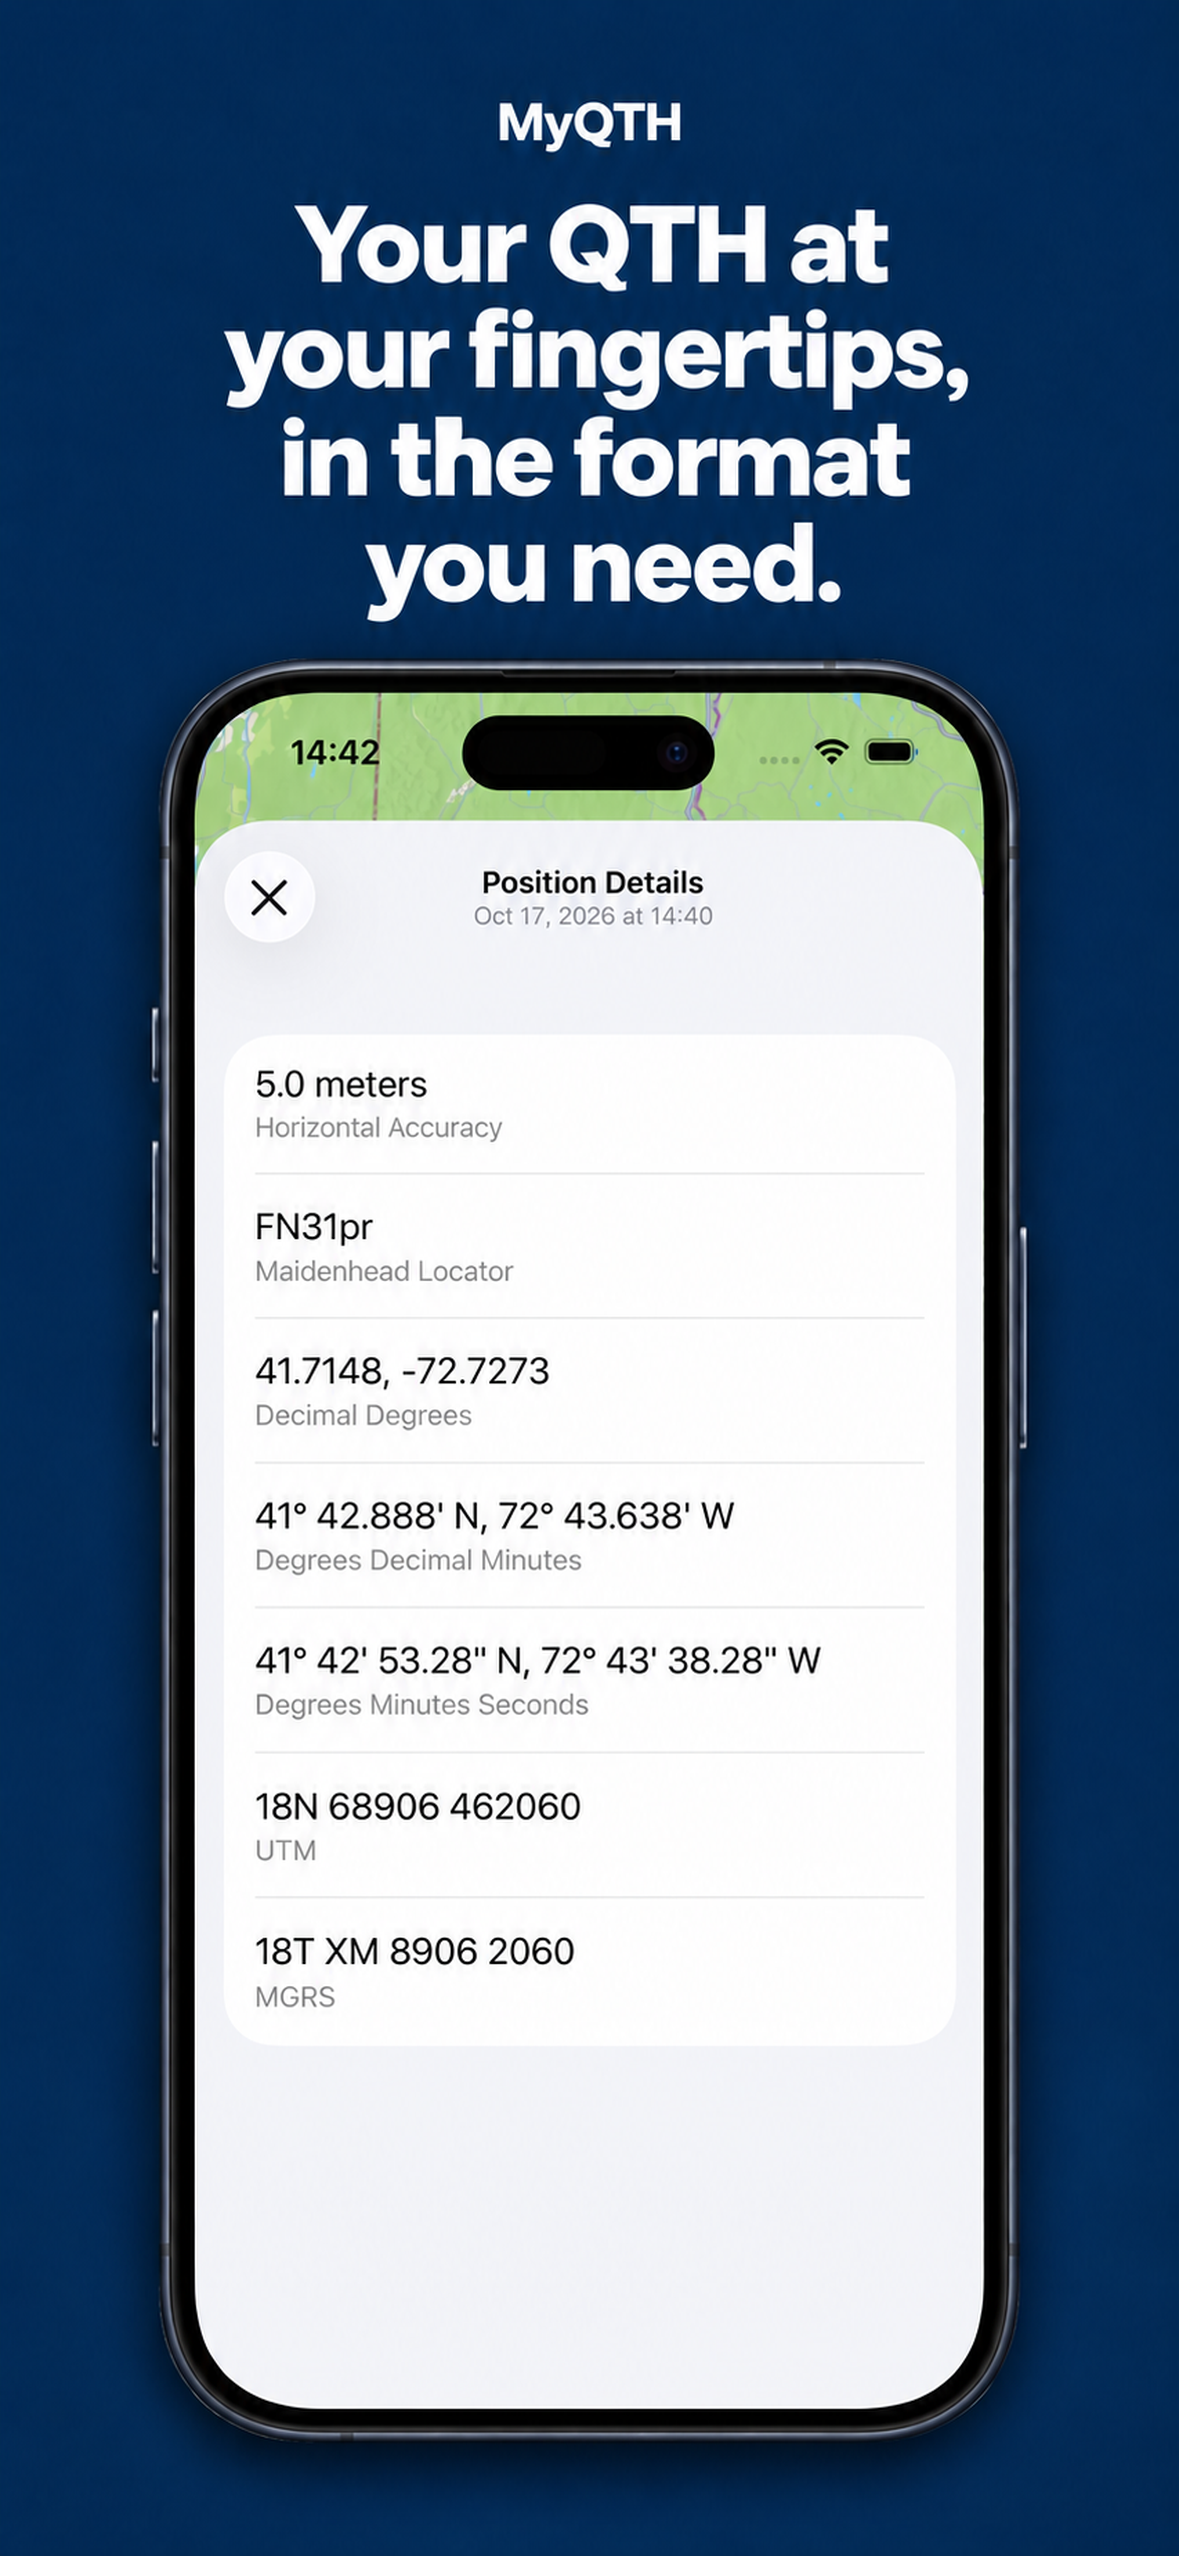 MyQTH
Your QTH at
your fingertips,
in the format
you need.
14:42
Position Details
Oct 17, 2026 at 14:40
5.0 meters
Horizontal Accuracy
FN31pr
Maidenhead Locator
41.7148, -72.7273
Decimal Degrees
41° 42.888' N, 72° 43.638' W
Degrees Decimal Minutes
41° 42' 53.28" N, 72° 43' 38.28" W
Degrees Minutes Seconds
18N 68906 462060
UTM
18T XM 8906 2060
MGRS